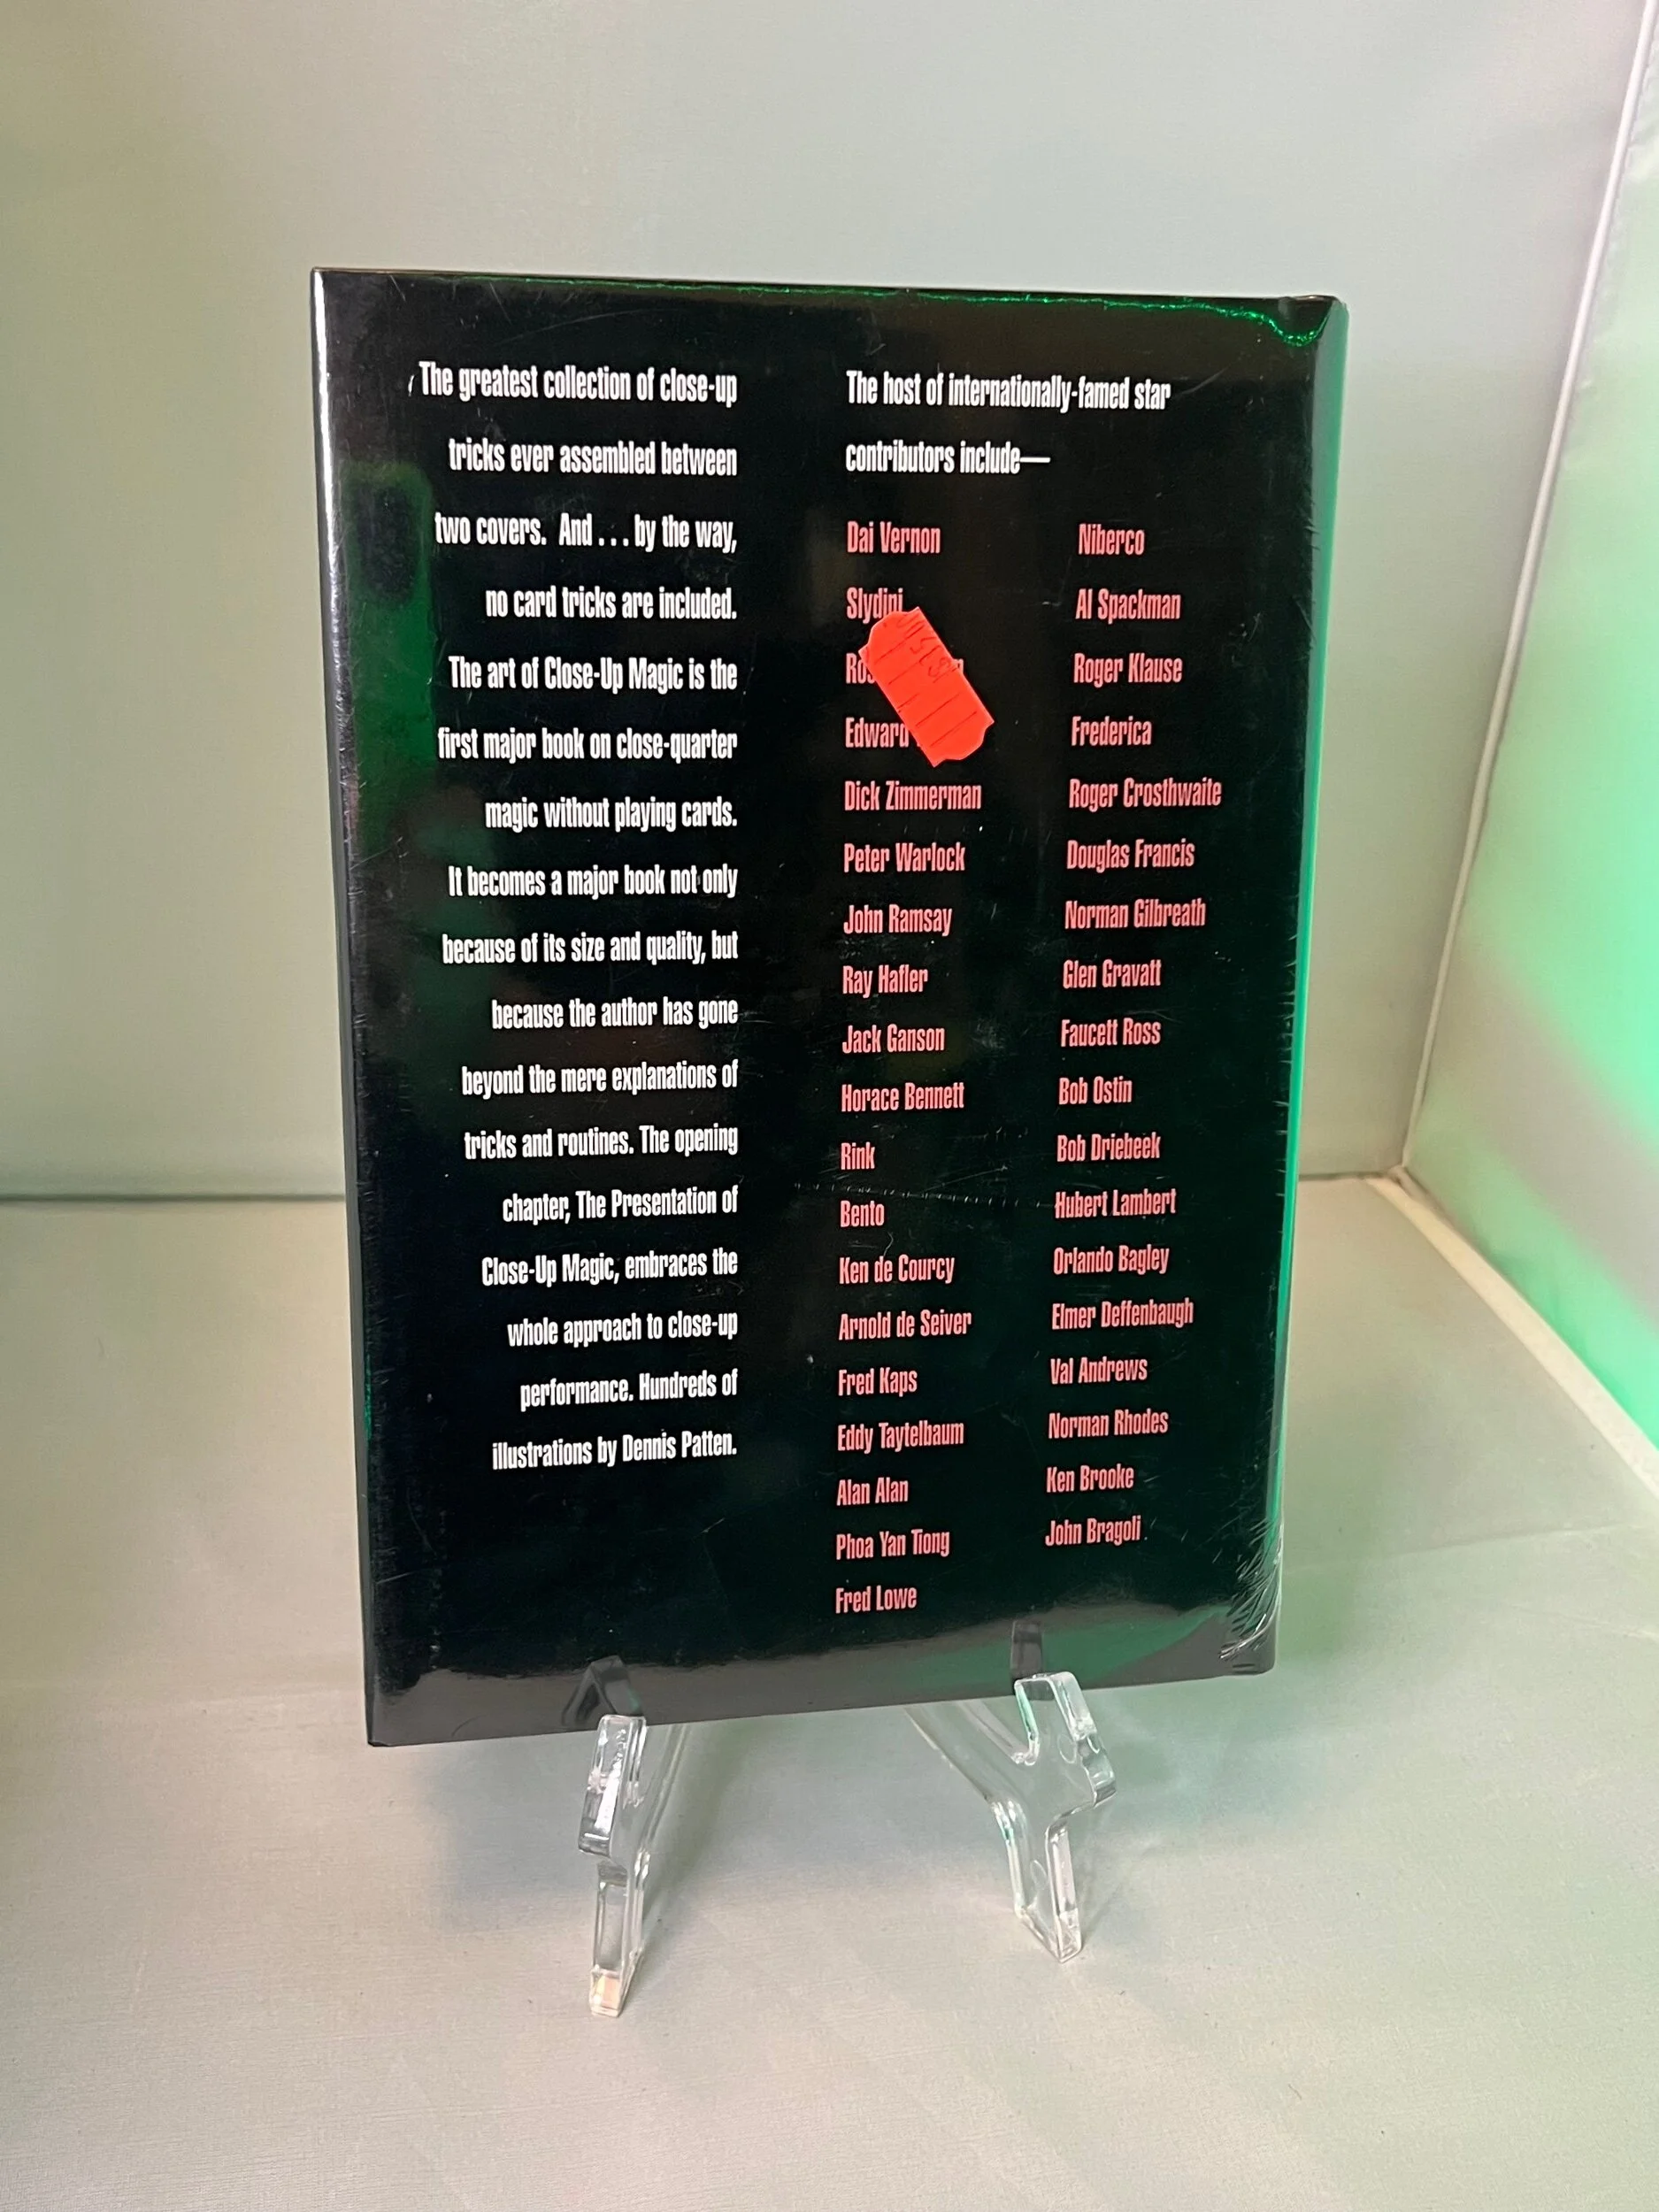 The greatest collection of close-up
tricks ever assembled between
two covers. And . . . by the way,
no card tricks are included.
The art of Close-Up Magic is the
first major book on close-quarter
magic without playing cards.
It becomes a major book not only
because of its size and quality, but
because the author has gone
beyond the mere explanations of
tricks and routines. The opening
chapter, The Presentation of
Close-Up Magic, embraces the
whole approach to close-up
performance. Hundreds of
illustrations by Dennis Patten.
The host of internationally-famed star
contributors include—
Dai Vernon
Slydini
Edward
Dick Zimmerman
Peter Warlock
John Ramsay
Ray Hafler
Jack Ganson
Horace Bennett
Rink
Bento
Ken de Courcy
Arnold de Seiver
Fred Kaps
Eddy Taytelbaum
Alan Alan
Phoa Yan Tiong
Fred Lowe
Niberco
Al Spackman
Roger Klause
Frederica
Roger Crosthwaite
Douglas Francis
Norman Gilbreath
Glen Gravatt
Faucett Ross
Bob Ostin
Bob Driebeek
Hubert Lambert
Orlando Bagley
Elmer Deffenbaugh
Val Andrews
Norman Rhodes
Ken Brooke
John Bragoli